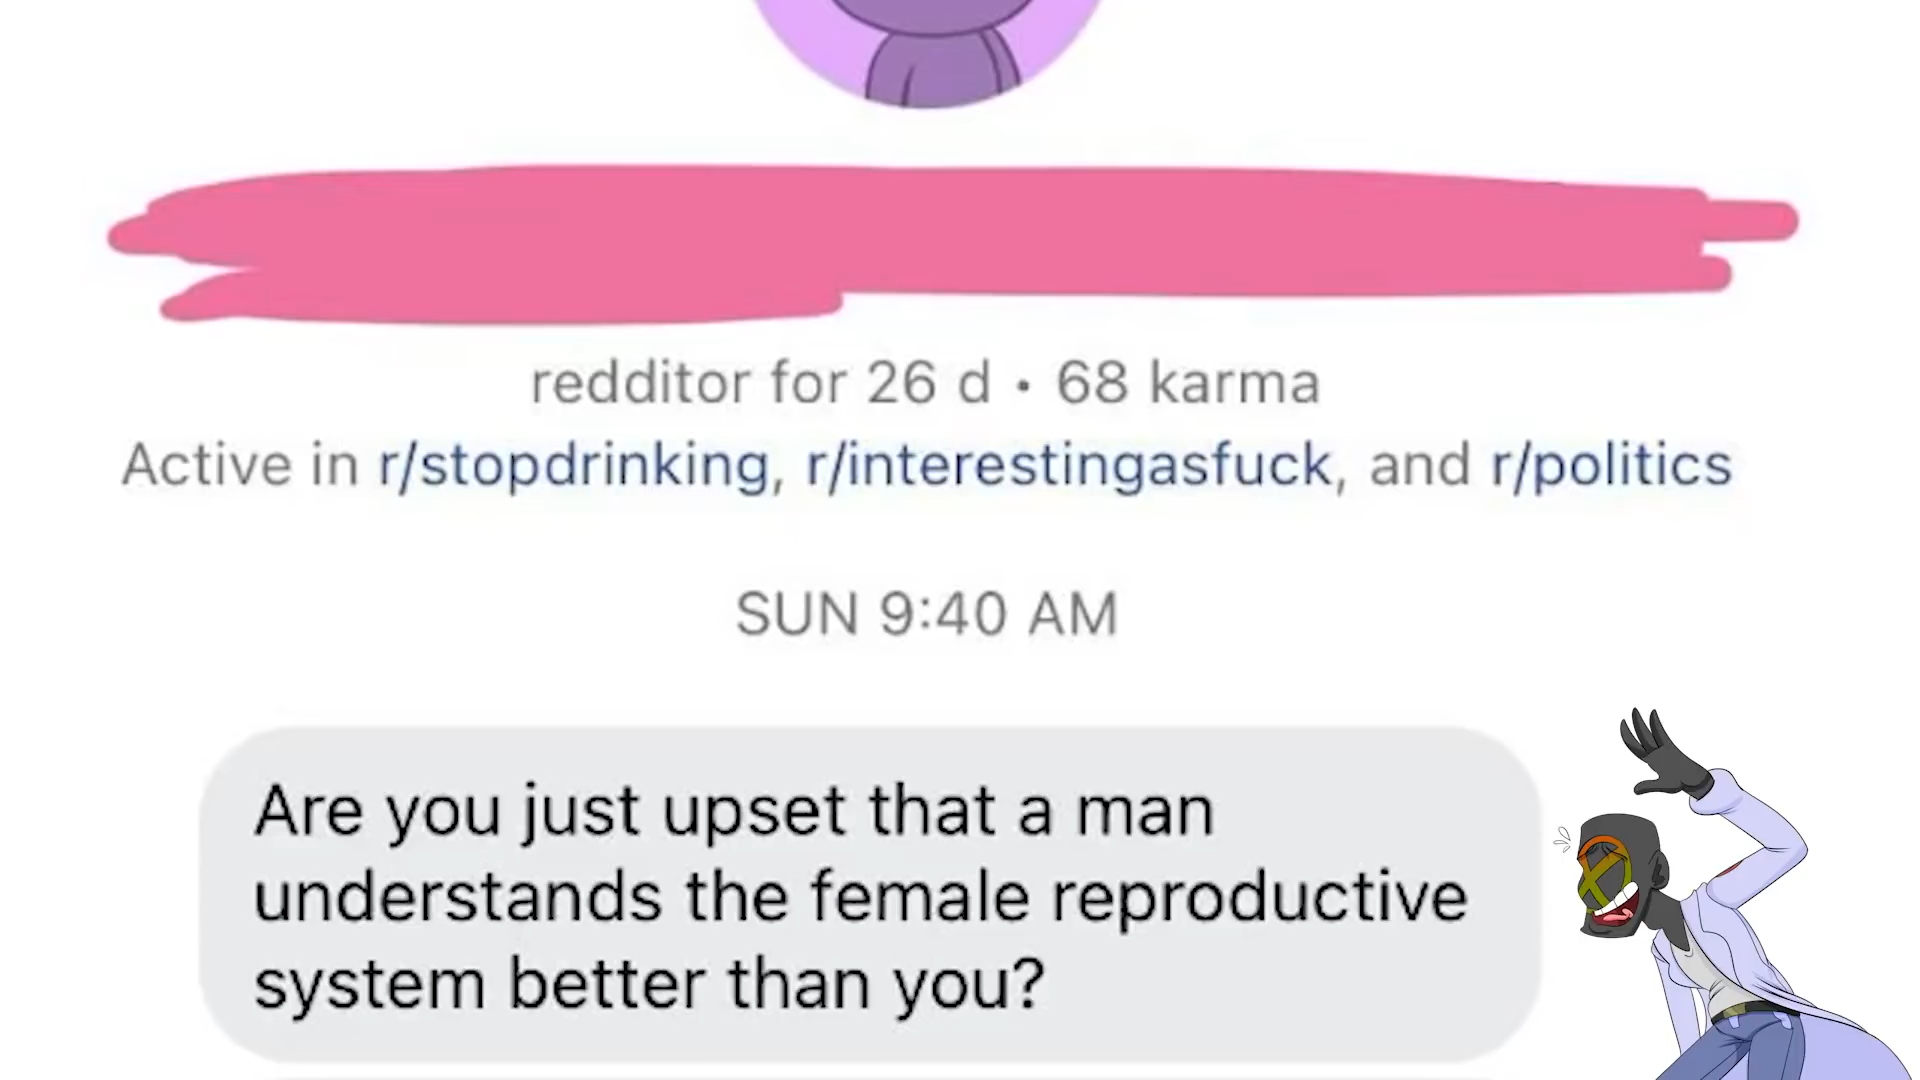 redditor for 26 d • 68 karma
Active in r/stopdrinking, r/interestingasfuck, and r/politics
SUN 9:40 AM
Are you just upset that a man
understands the female reproductive
system better than you?